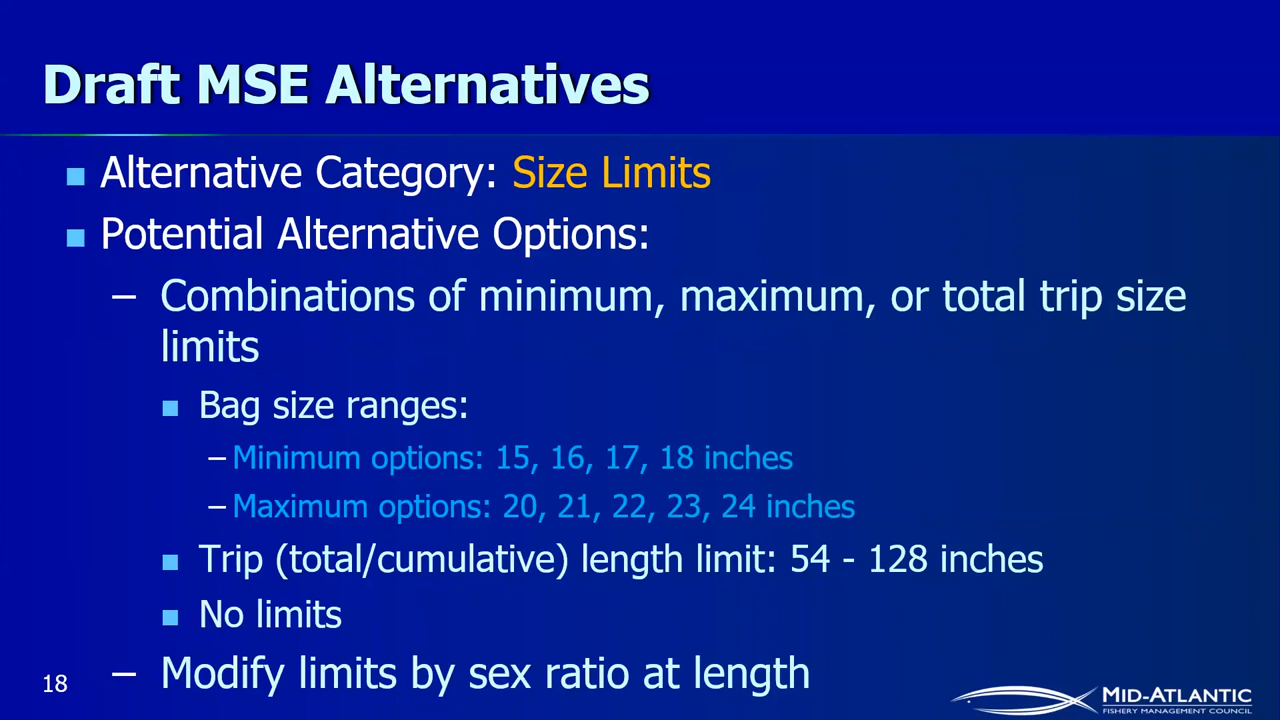 Draft MSE Alternatives
■ Alternative Category: Size Limits
■ Potential Alternative Options:
– Combinations of minimum, maximum, or total trip size
limits
■ Bag size ranges:
– Minimum options: 15, 16, 17, 18 inches
– Maximum options: 20, 21, 22, 23, 24 inches
■ Trip (total/cumulative) length limit: 54 - 128 inches
■ No limits
– Modify limits by sex ratio at length
18
MID-ATLANTIC
FISHERY MANAGEMENT COUNCIL